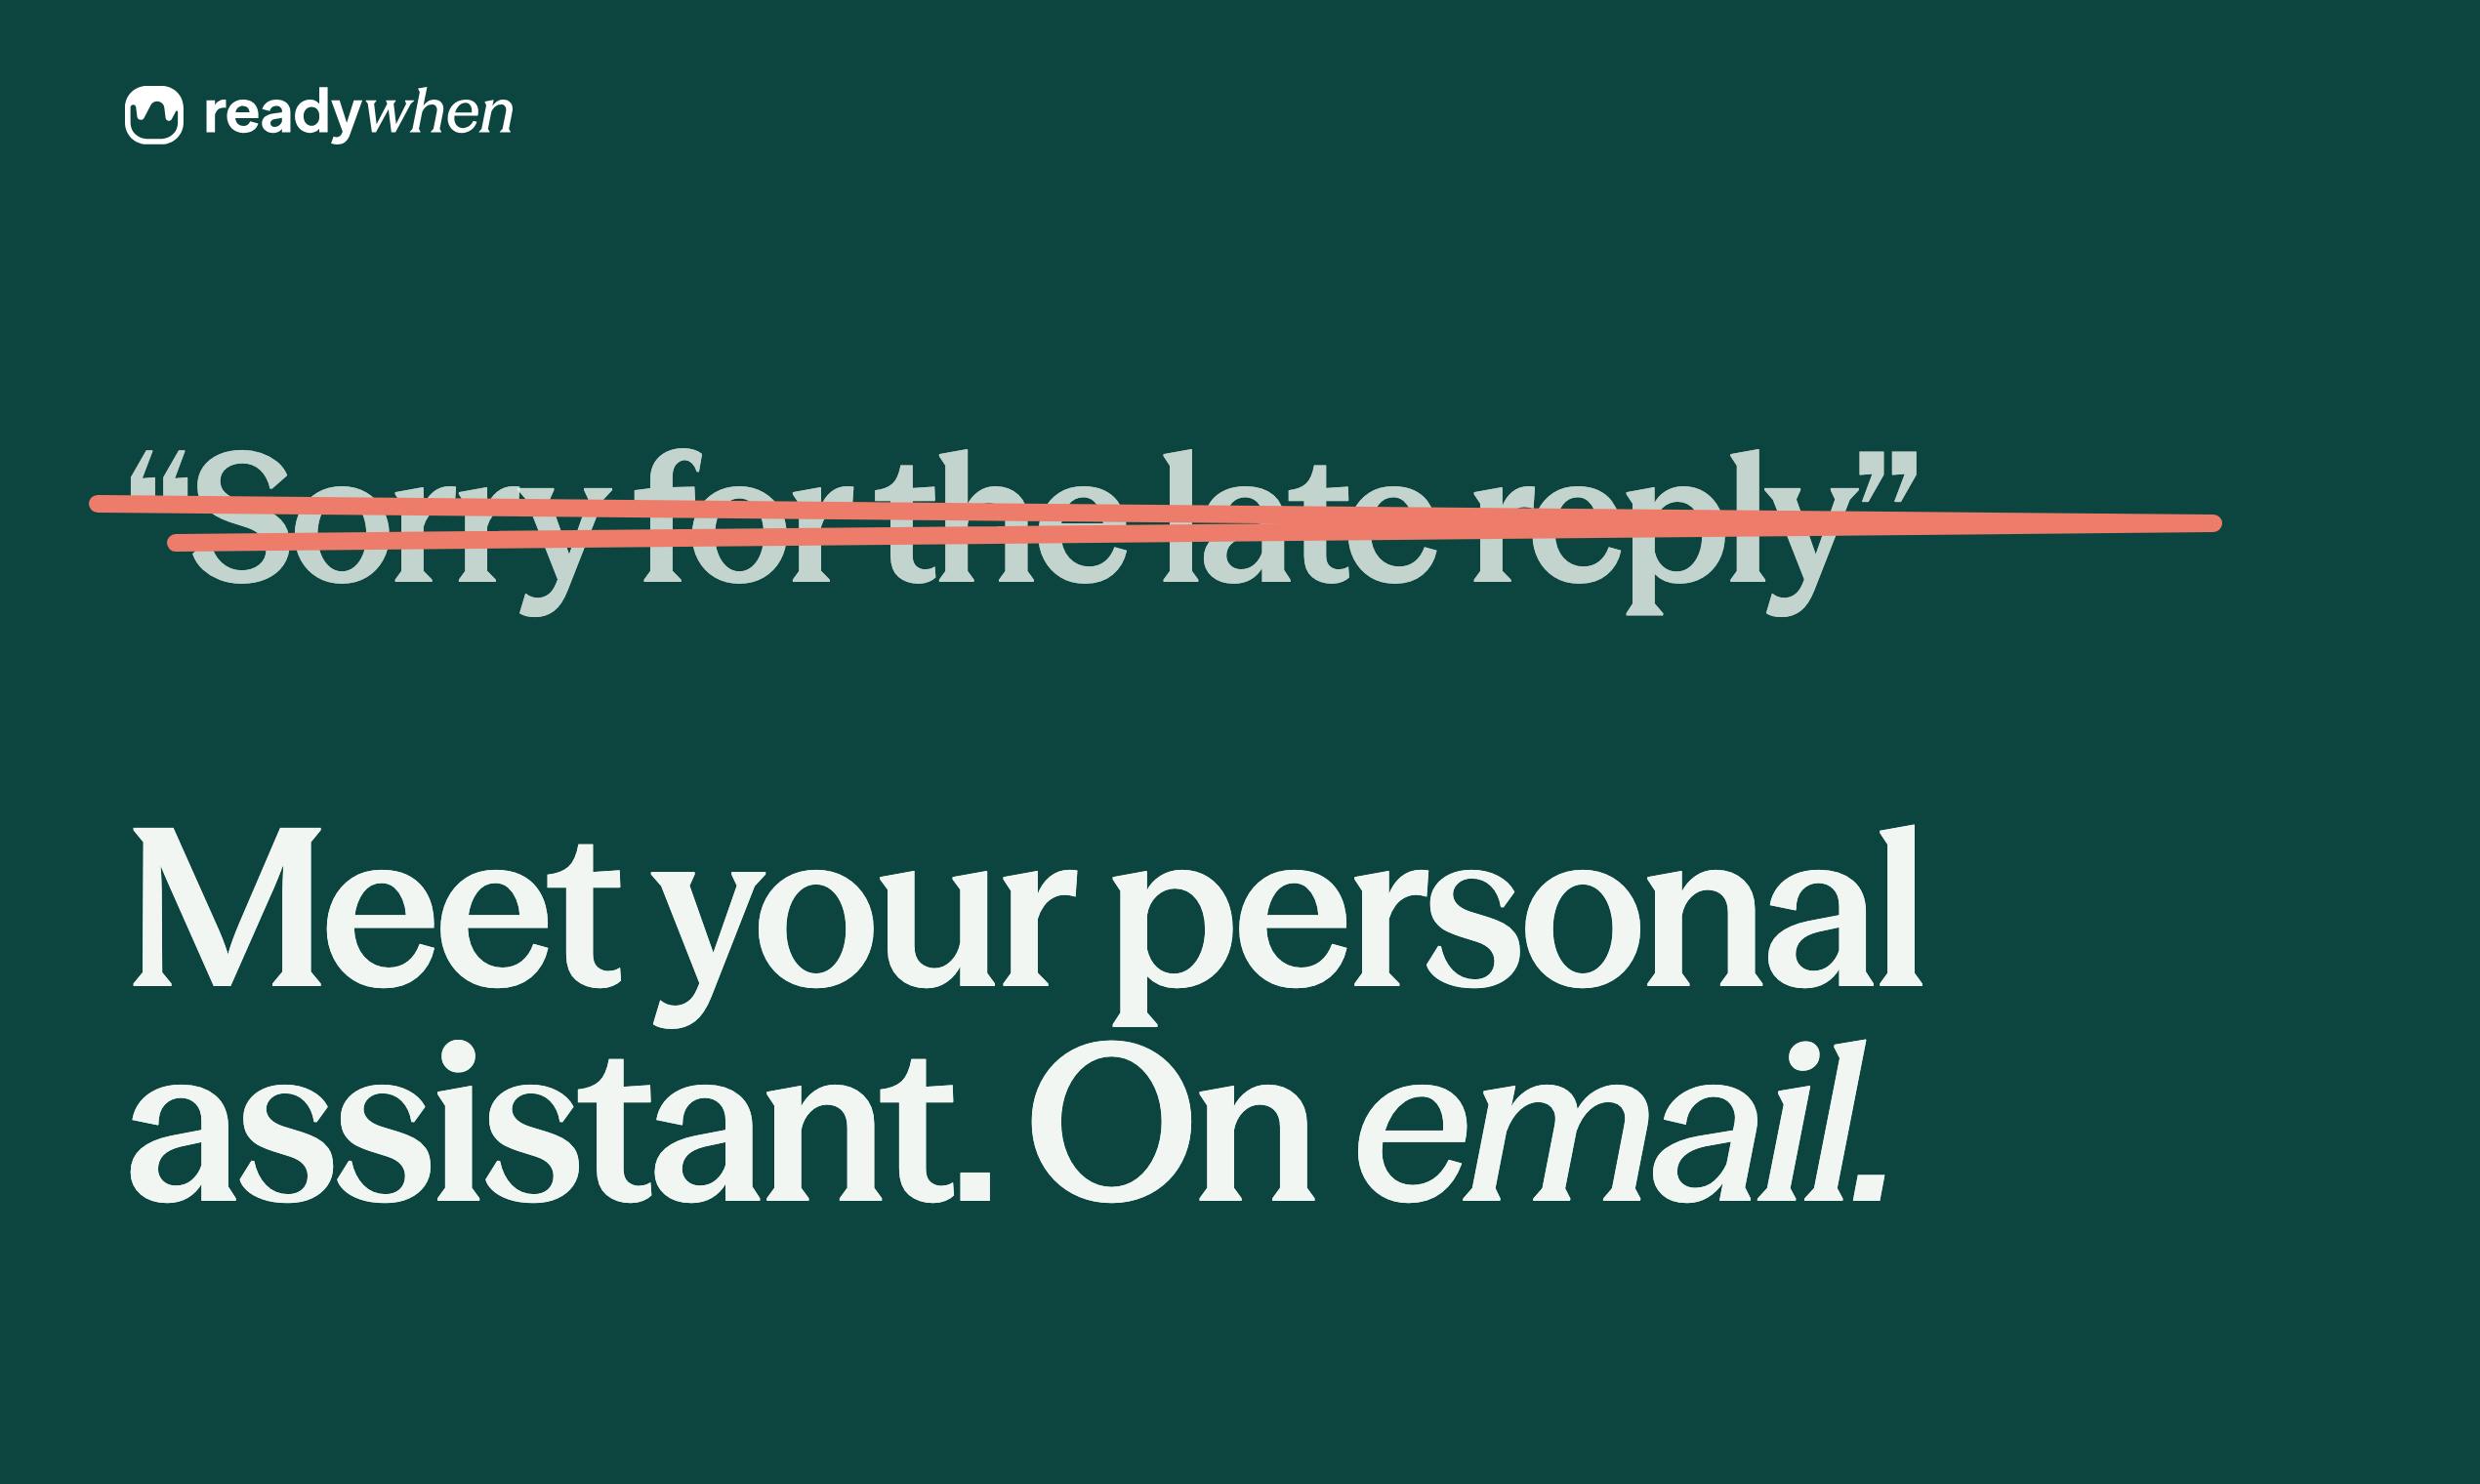 readywhen
“Sorry for the late reply”
Meet your personal
assistant. On email.